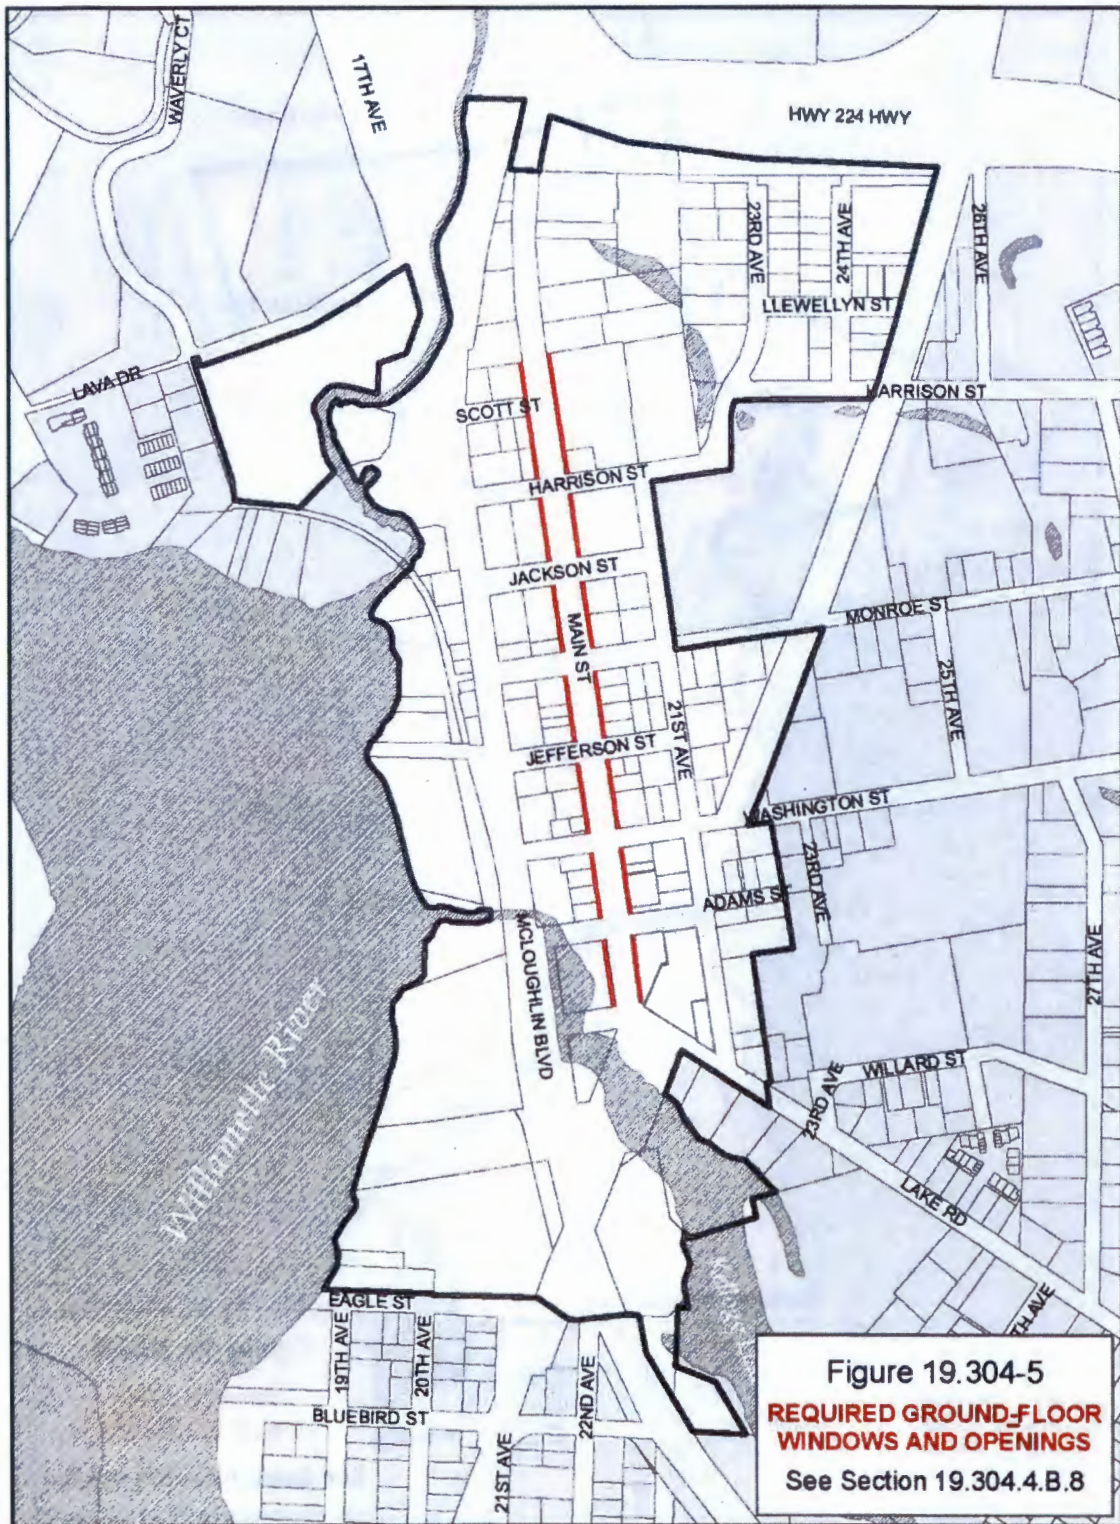 WAVERLY CT
17TH AVE
HWY 224 HWY
23RD AVE
24TH AVE
26TH AVE
LLEWELLYN ST
LAVA DR
SCOTT ST
HARRISON ST
HARRISON ST
JACKSON ST
MONROE ST
MAIN ST
25TH AVE
21ST AVE
JEFFERSON ST
WASHINGTON ST
23RD AVE
ADAMS ST
MCLOUGHLIN BLVD
27TH AVE
Willamette River
WILLARD ST
23RD AVE
LAKE RD
EAGLE ST
19TH AVE
20TH AVE
TH AVE
BLUEBIRD ST
22ND AVE
21ST AVE
Figure 19.304-5
REQUIRED GROUND-FLOOR
WINDOWS AND OPENINGS
See Section 19.304.4.B.8